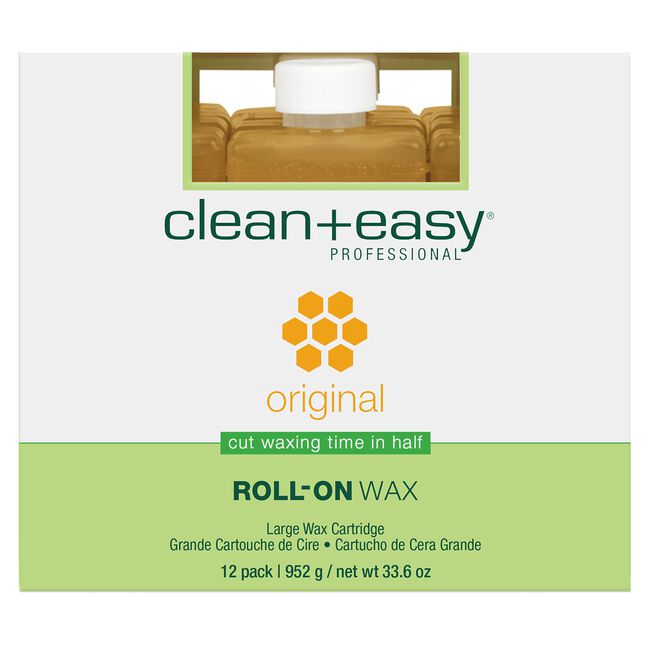 clean+easy®
PROFESSIONAL
original
cut waxing time in half
ROLL-ON WAX
Large Wax Cartridge
Grande Cartouche de Cire • Cartucho de Cera Grande
12 pack | 952 g / net wt 33.6 oz